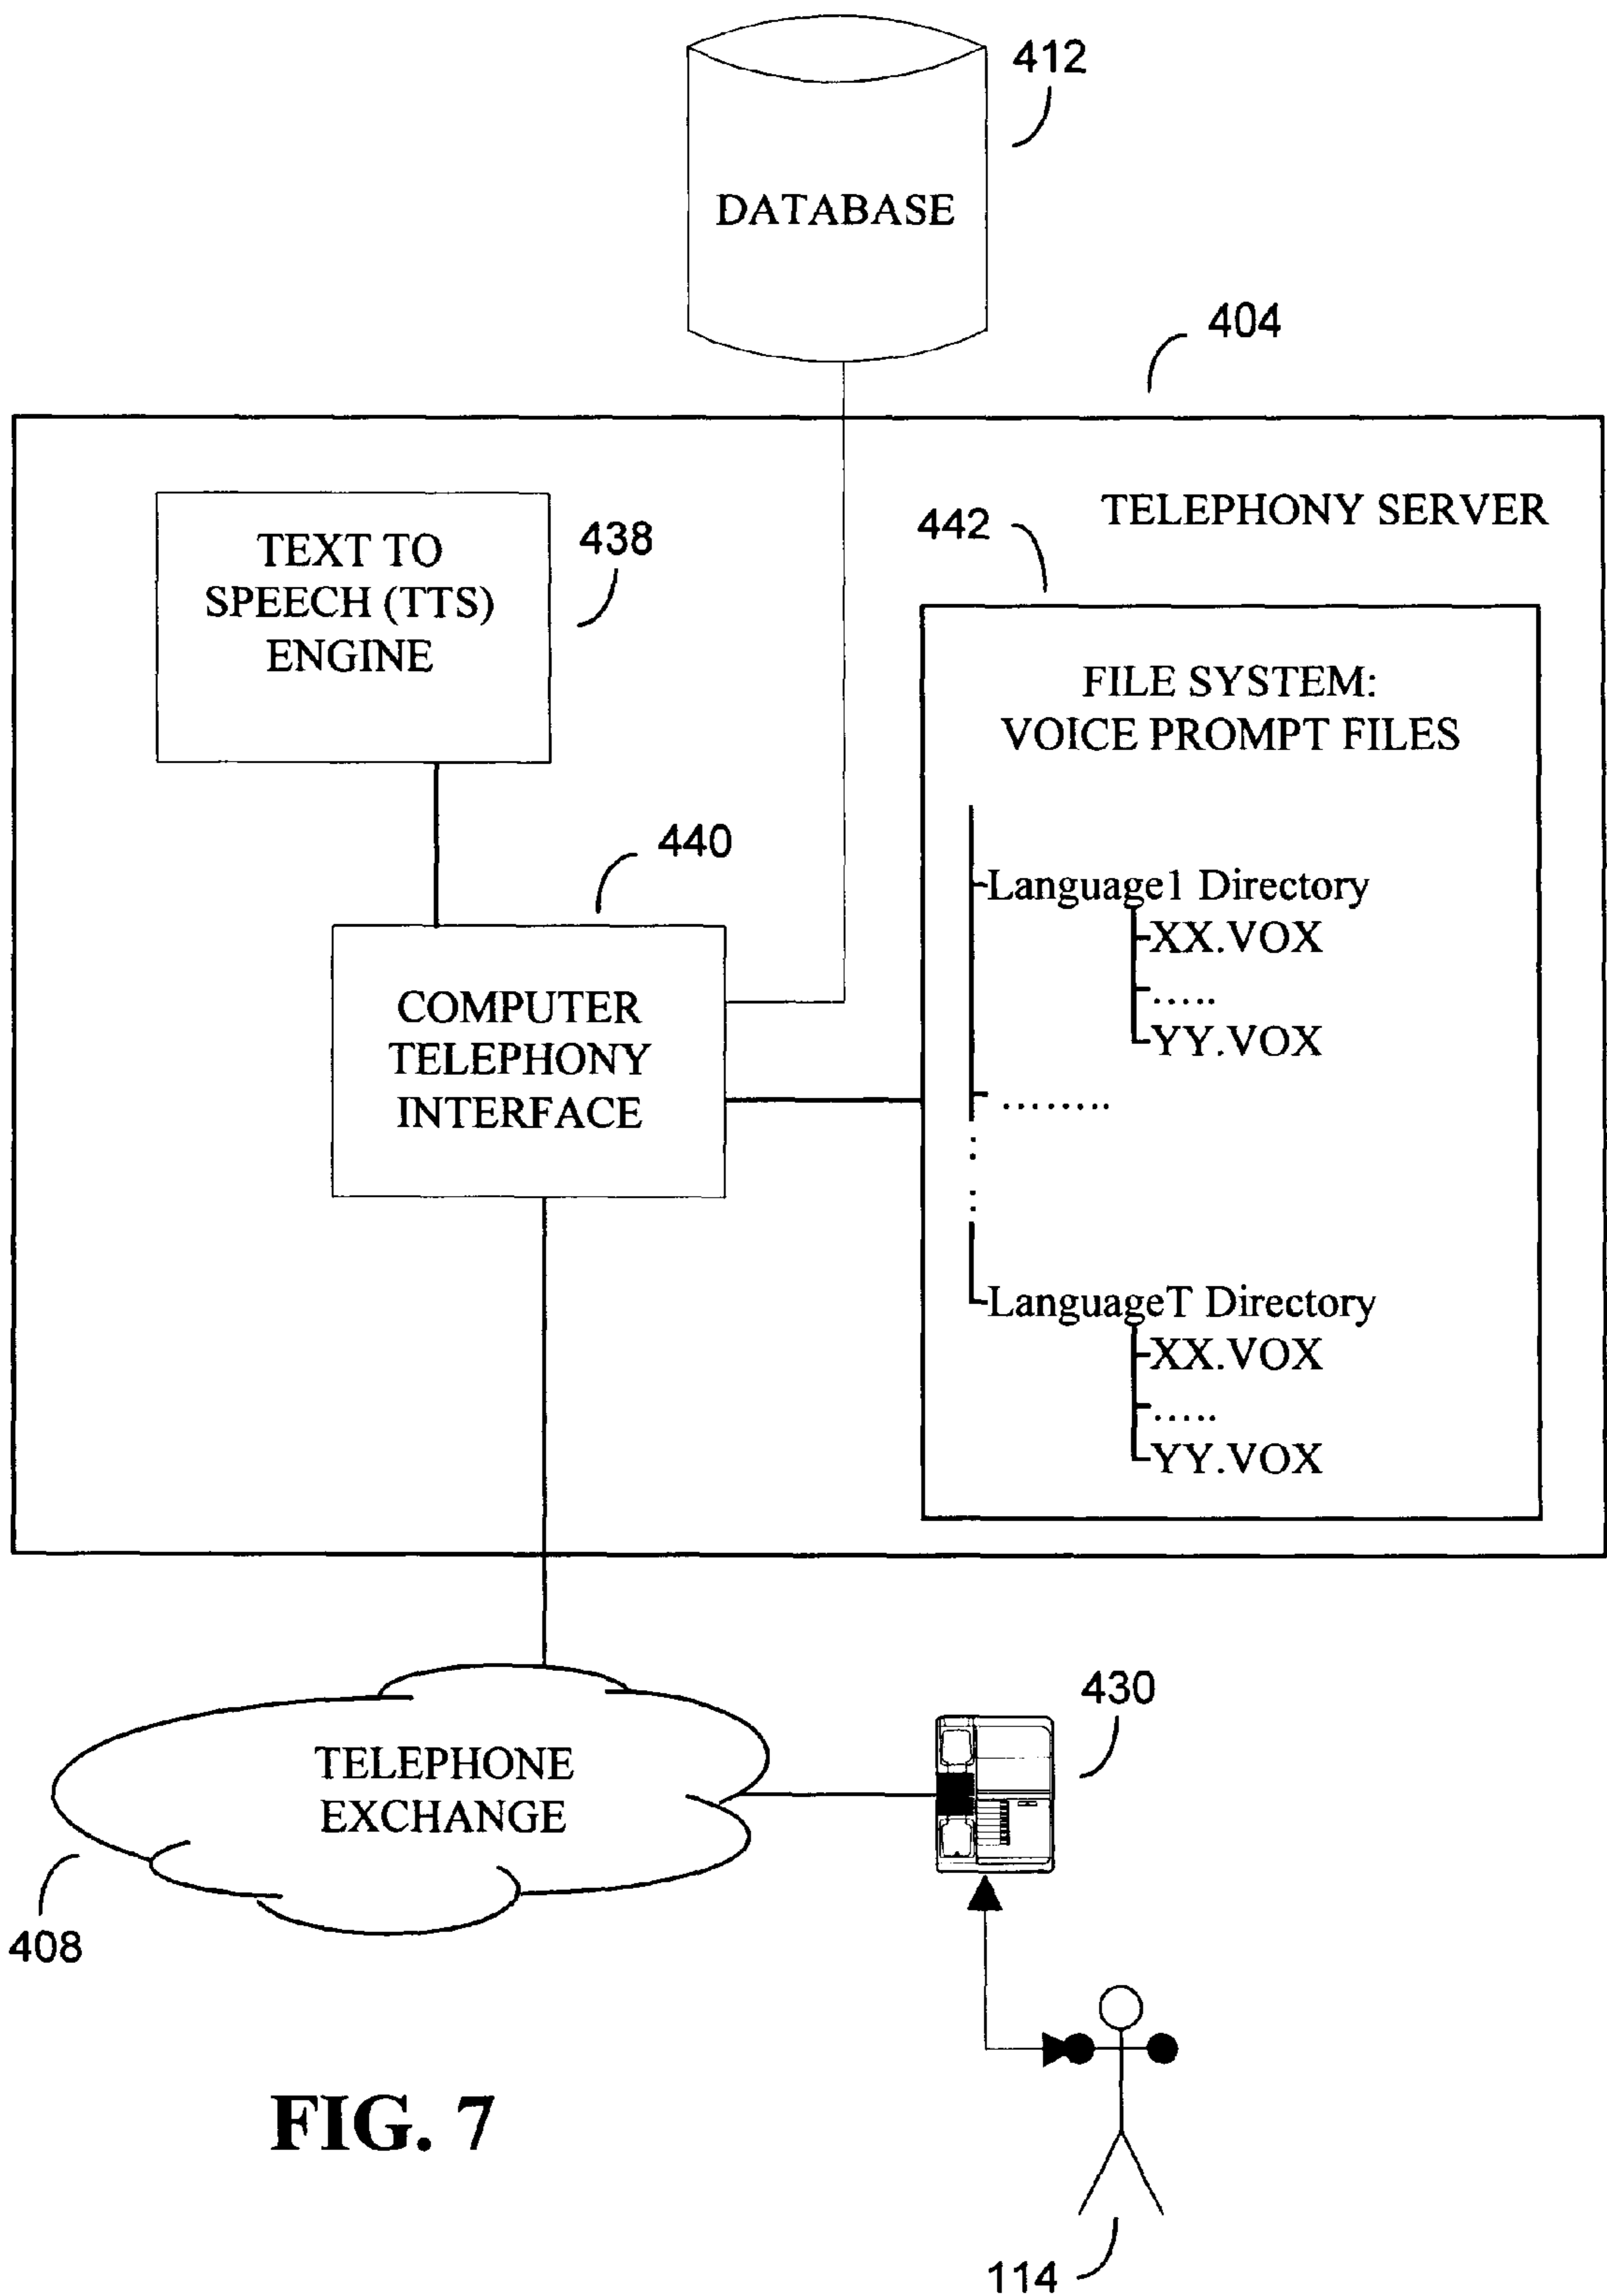 412
DATABASE
404
TELEPHONY SERVER
442
TEXT TO
SPEECH (TTS)
ENGINE
438
FILE SYSTEM:
VOICE PROMPT FILES
440
Language1 Directory
XX.VOX
.....
YY.VOX
........
COMPUTER
TELEPHONY
INTERFACE
LanguageT Directory
XX.VOX
.....
YY.VOX
430
TELEPHONE
EXCHANGE
408
FIG. 7
114